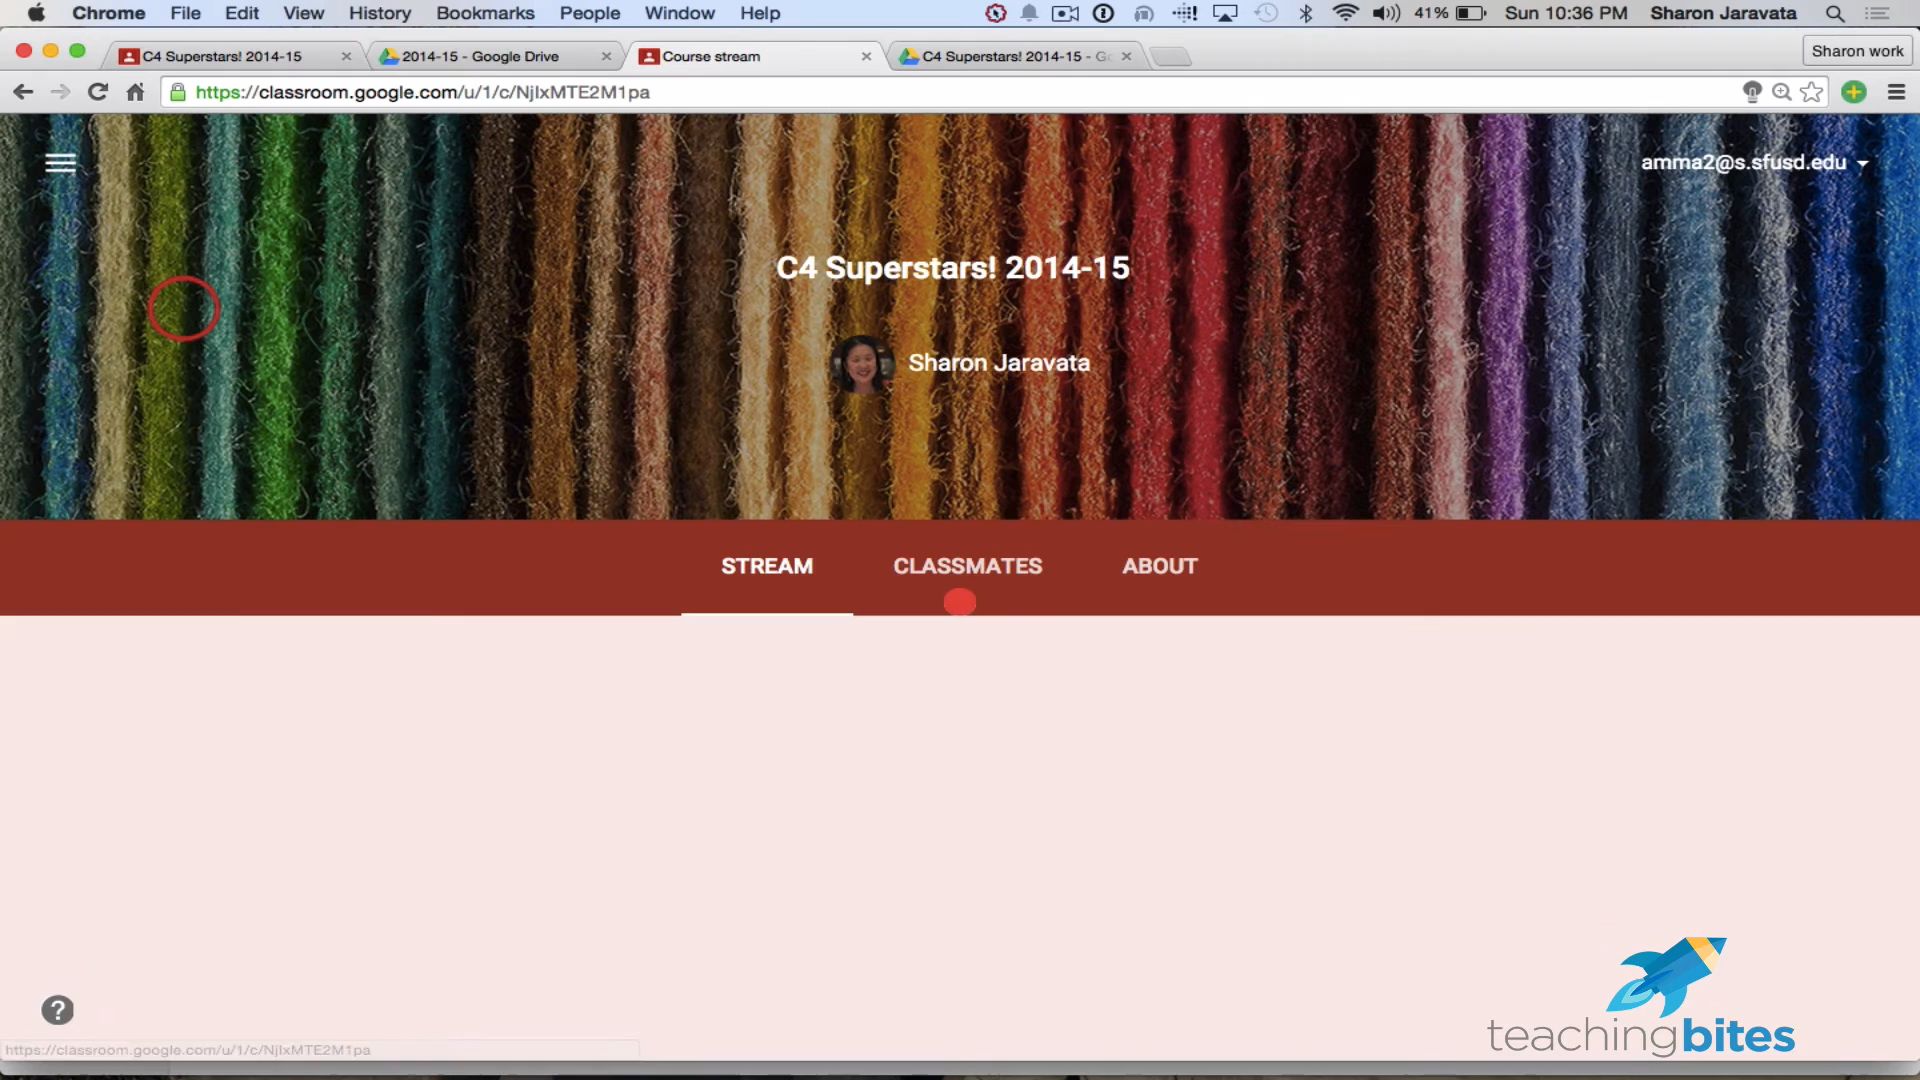 Chrome File Edit View History Bookmarks People Window Help 41% Sun 10:36 PM Sharon Jaravata
C4 Superstars! 2014-15 2014-15 - Google Drive Course stream C4 Superstars! 2014-15 - Go Sharon work
https://classroom.google.com/u/1/c/NjIxMTE2M1pa
amma2@s.sfusd.edu
C4 Superstars! 2014-15
Sharon Jaravata
STREAM CLASSMATES ABOUT
?
https://classroom.google.com/u/1/c/NjIxMTE2M1pa
teachingbites